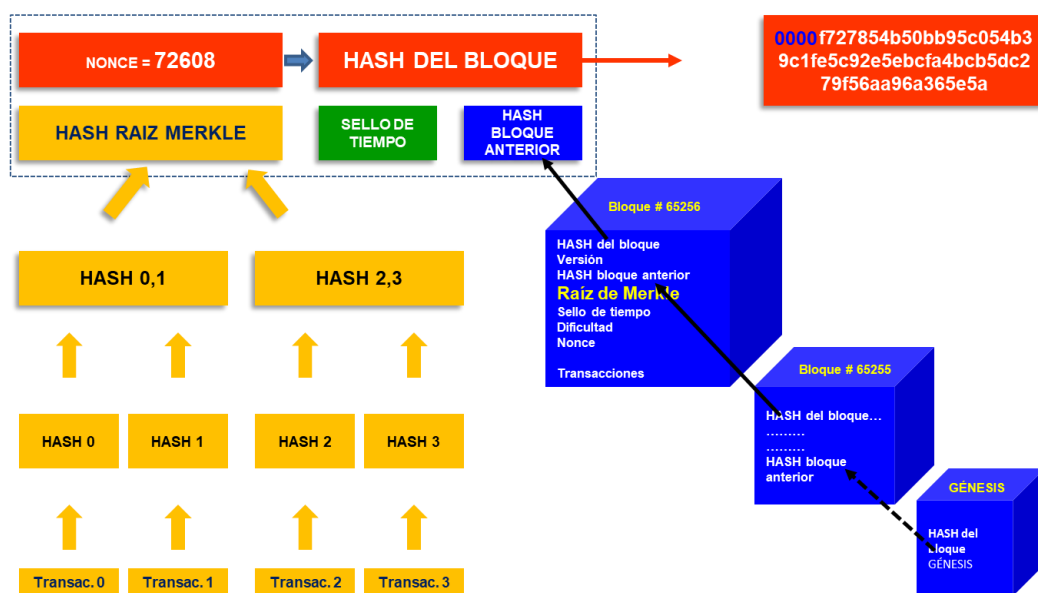 NONCE = 72608
HASH DEL BLOQUE
0000f727854b50bb95c054b3
9c1fe5c92e5ebcfa4bcb5dc2
79f56aa96a365e5a
HASH RAIZ MERKLE
SELLO DE
TIEMPO
HASH
BLOQUE
ANTERIOR
HASH 0,1
HASH 2,3
HASH 0
HASH 1
HASH 2
HASH 3
Transac. 0
Transac. 1
Transac. 2
Transac. 3
Bloque # 65256
HASH del bloque
Versión
HASH bloque anterior
Raíz de Merkle
Sello de tiempo
Dificultad
Nonce
Transacciones
Bloque # 65255
HASH del bloque...
.........
.........
HASH bloque
anterior
GÉNESIS
HASH del
bloque
GÉNESIS